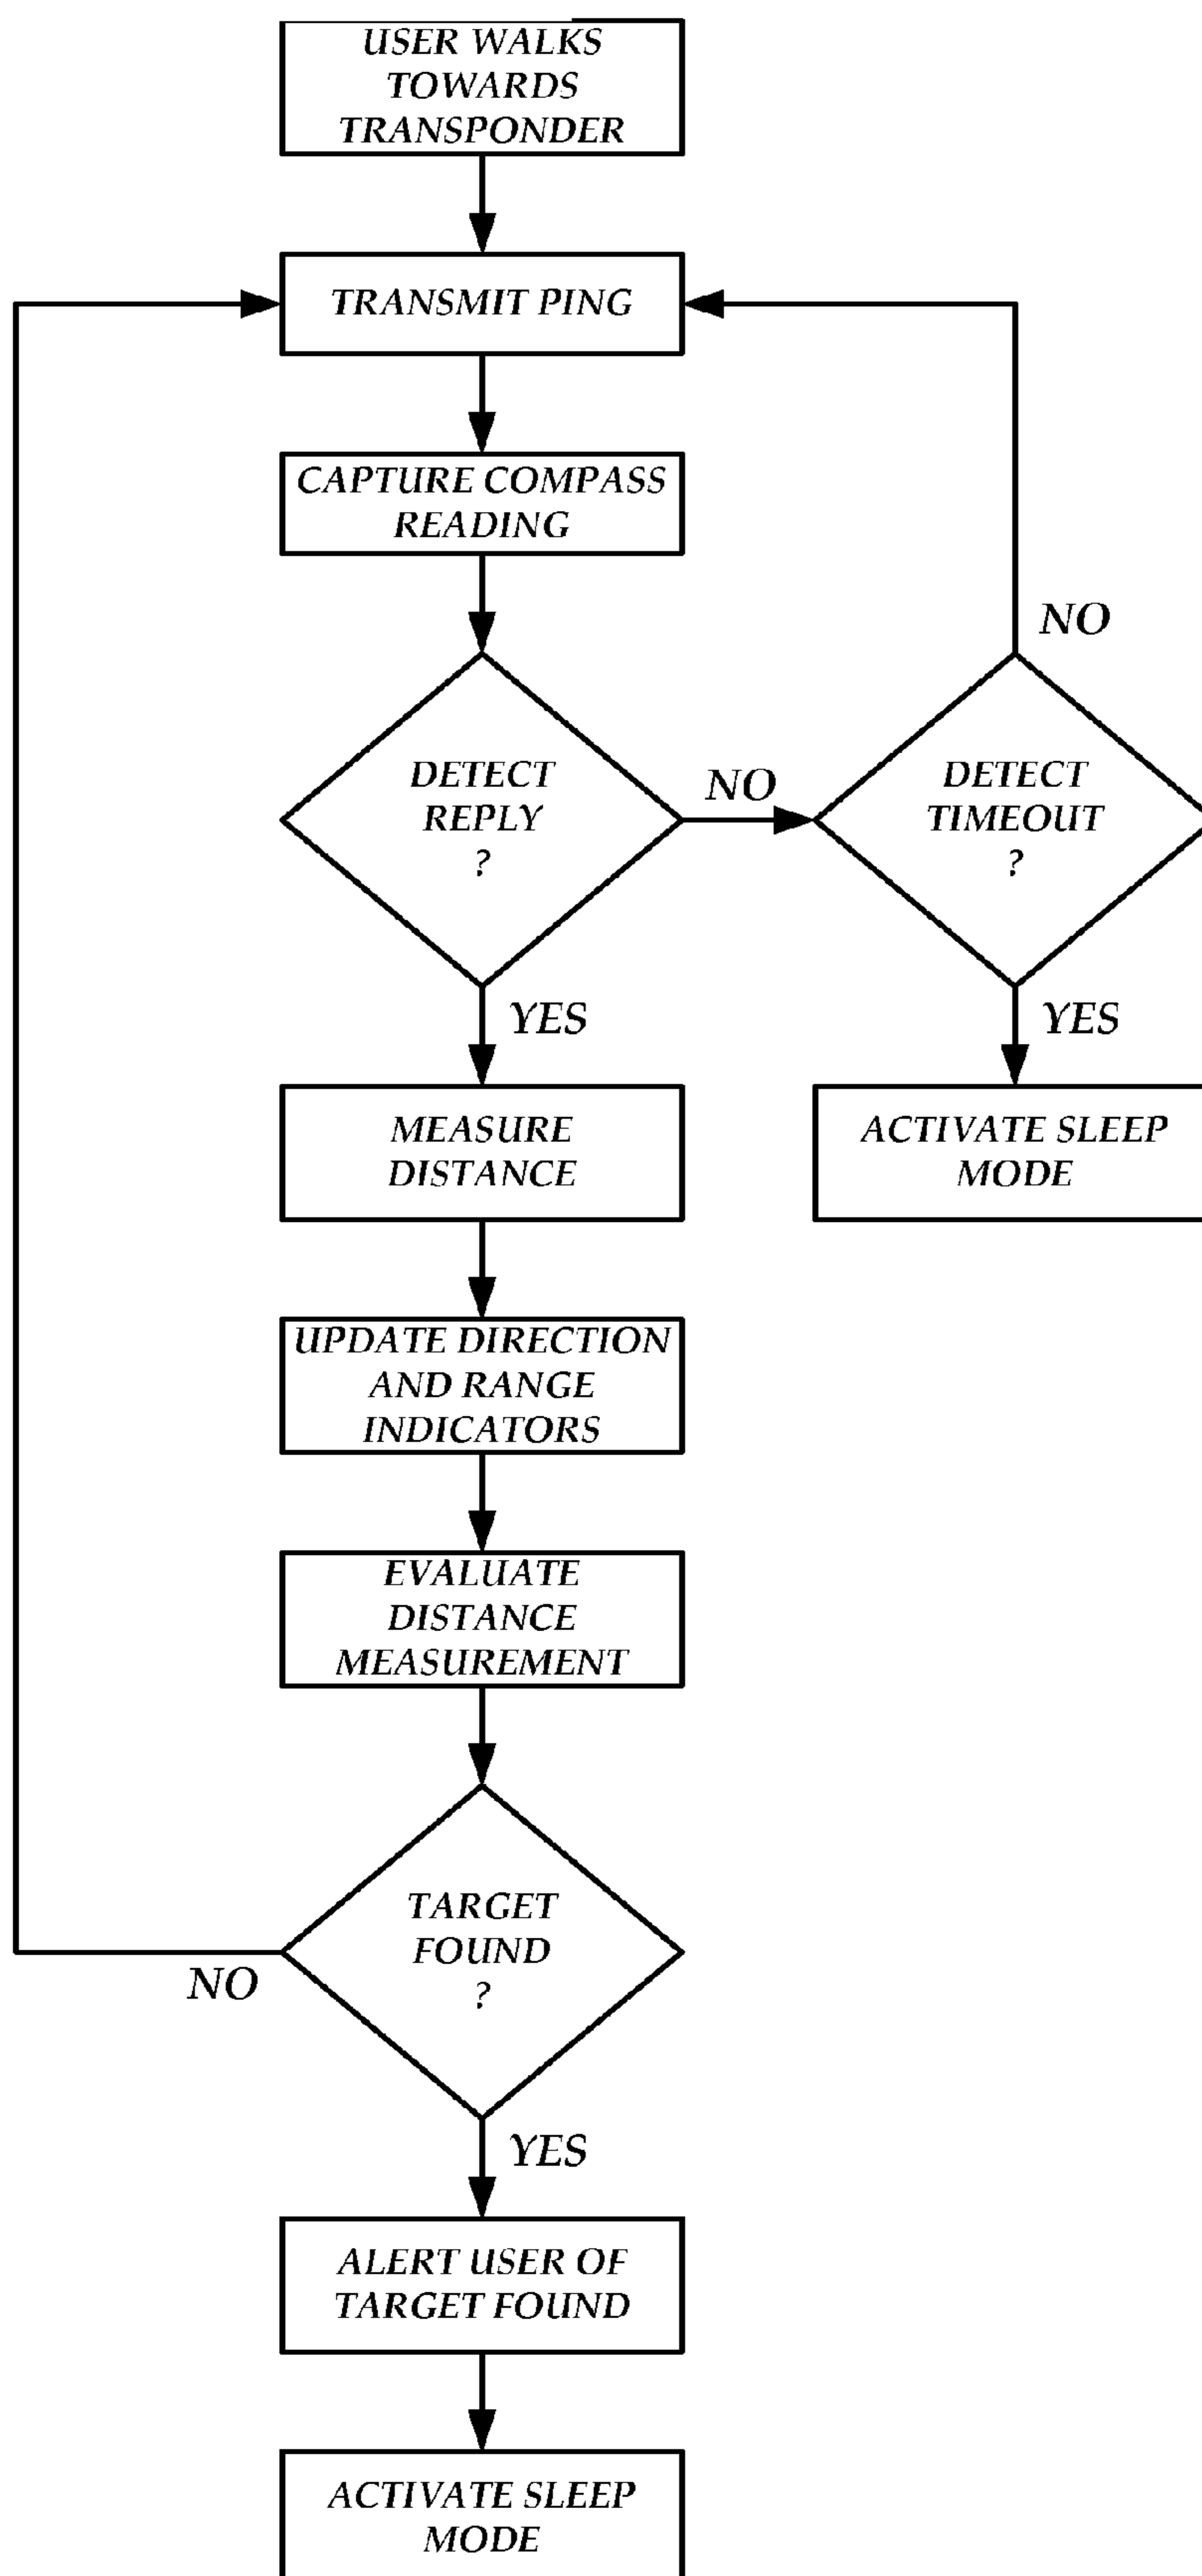 USER WALKS
TOWARDS
TRANSPONDER
TRANSMIT PING
CAPTURE COMPASS
READING
NO
DETECT
REPLY
?
NO
DETECT
TIMEOUT
?
YES
YES
MEASURE
DISTANCE
ACTIVATE SLEEP
MODE
UPDATE DIRECTION
AND RANGE
INDICATORS
EVALUATE
DISTANCE
MEASUREMENT
TARGET
FOUND
?
NO
YES
ALERT USER OF
TARGET FOUND
ACTIVATE SLEEP
MODE